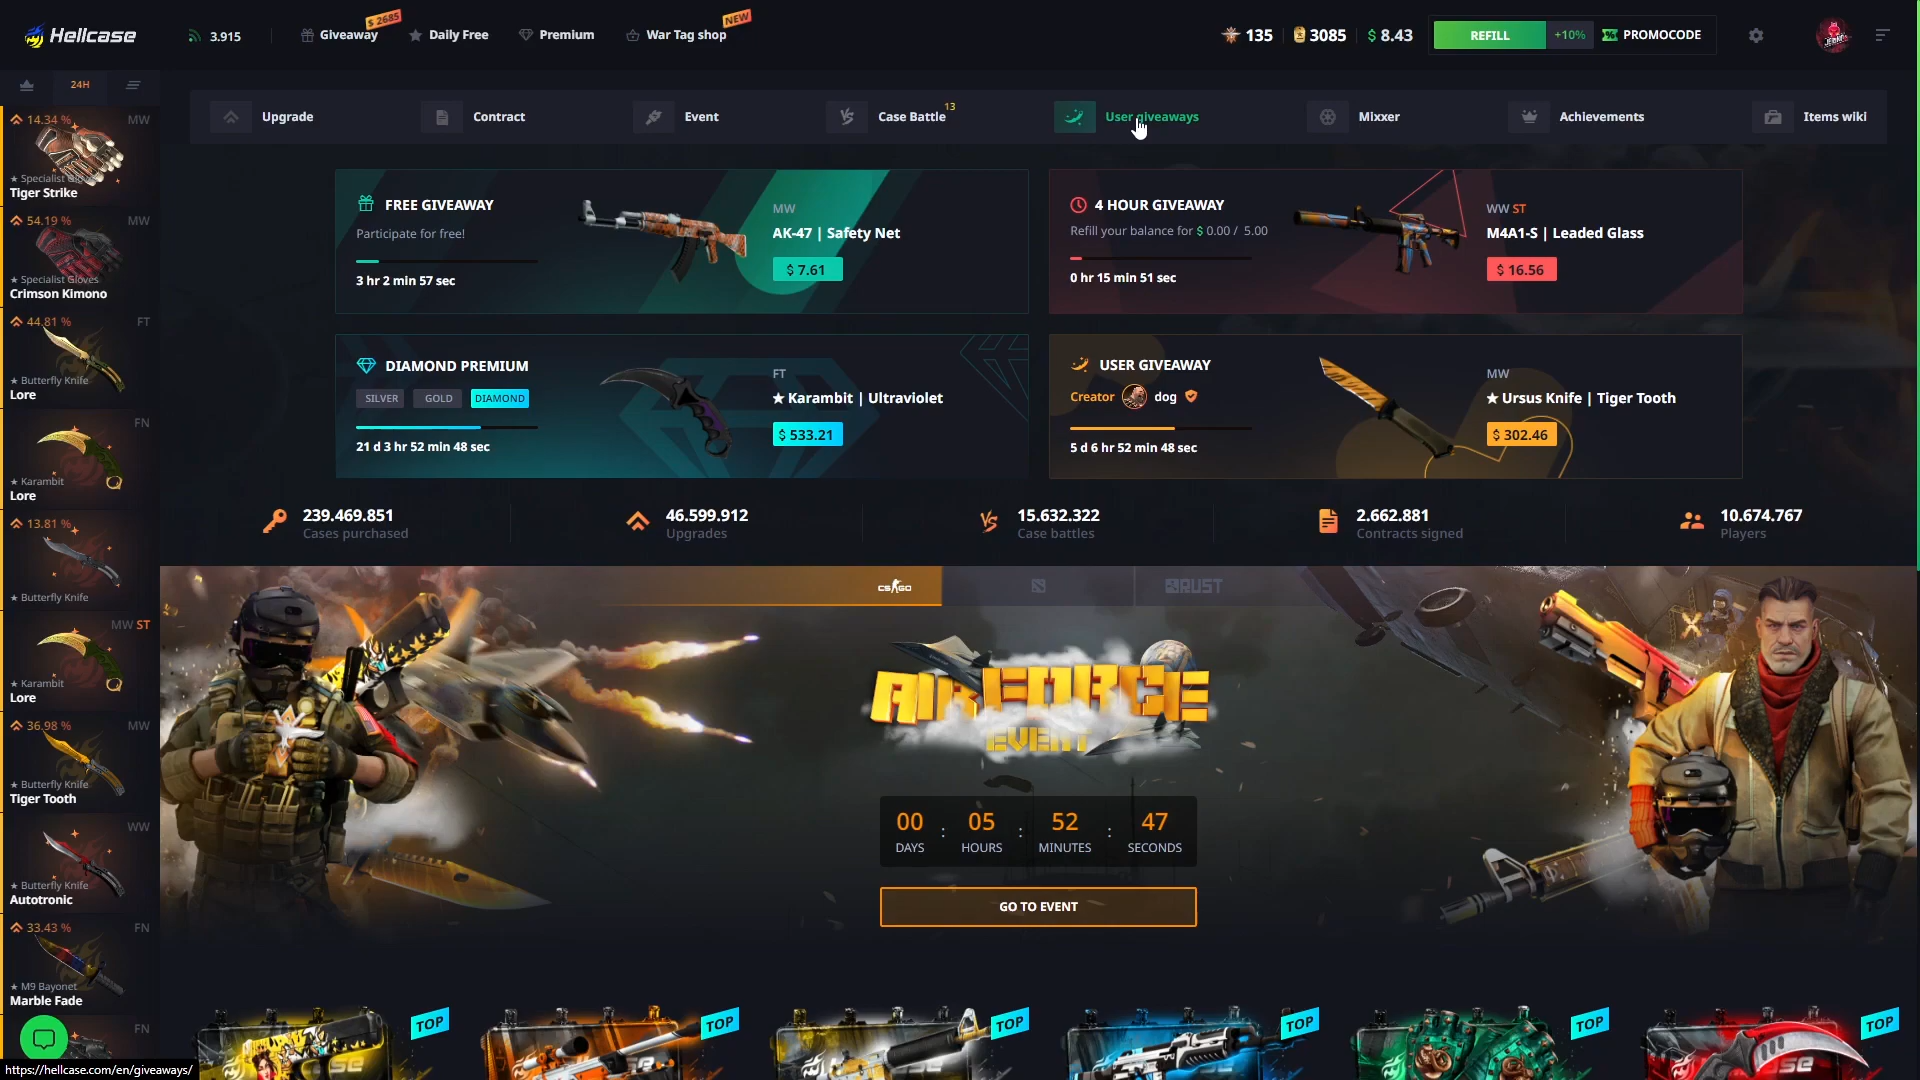 Hellcase
3.915
Giveaway
$ 2685
Daily Free
Premium
War Tag shop
NEW
135
3085
$ 8.43
REFILL
+10%
PROMOCODE
24H
Upgrade
Contract
Event
Case Battle
13
User giveaways
Mixxer
Achievements
Items wiki
14.34 %
MW
★ Specialist Gloves
Tiger Strike
54.19 %
MW
★ Specialist Gloves
Crimson Kimono
44.81 %
FT
★ Butterfly Knife
Lore
FN
★ Karambit
Lore
13.81 %
★ Butterfly Knife
MW ST
★ Karambit
Lore
36.98 %
MW
★ Butterfly Knife
Tiger Tooth
WW
★ Butterfly Knife
Autotronic
33.43 %
FN
★ M9 Bayonet
Marble Fade
FN
FREE GIVEAWAY
Participate for free!
3 hr 2 min 57 sec
MW
AK-47 | Safety Net
$ 7.61
4 HOUR GIVEAWAY
Refill your balance for $ 0.00 / 5.00
0 hr 15 min 51 sec
WW ST
M4A1-S | Leaded Glass
$ 16.56
DIAMOND PREMIUM
SILVER GOLD DIAMOND
21 d 3 hr 52 min 48 sec
FT
★ Karambit | Ultraviolet
$ 533.21
USER GIVEAWAY
Creator dog
5 d 6 hr 52 min 48 sec
MW
★ Ursus Knife | Tiger Tooth
$ 302.46
239.469.851
Cases purchased
46.599.912
Upgrades
15.632.322
Case battles
2.662.881
Contracts signed
10.674.767
Players
CS GO
RUST
AIRFORCE
EVENT
00 : 05 : 52 : 47
DAYS HOURS MINUTES SECONDS
GO TO EVENT
TOP
TOP
TOP
TOP
TOP
TOP
https://hellcase.com/en/giveaways/